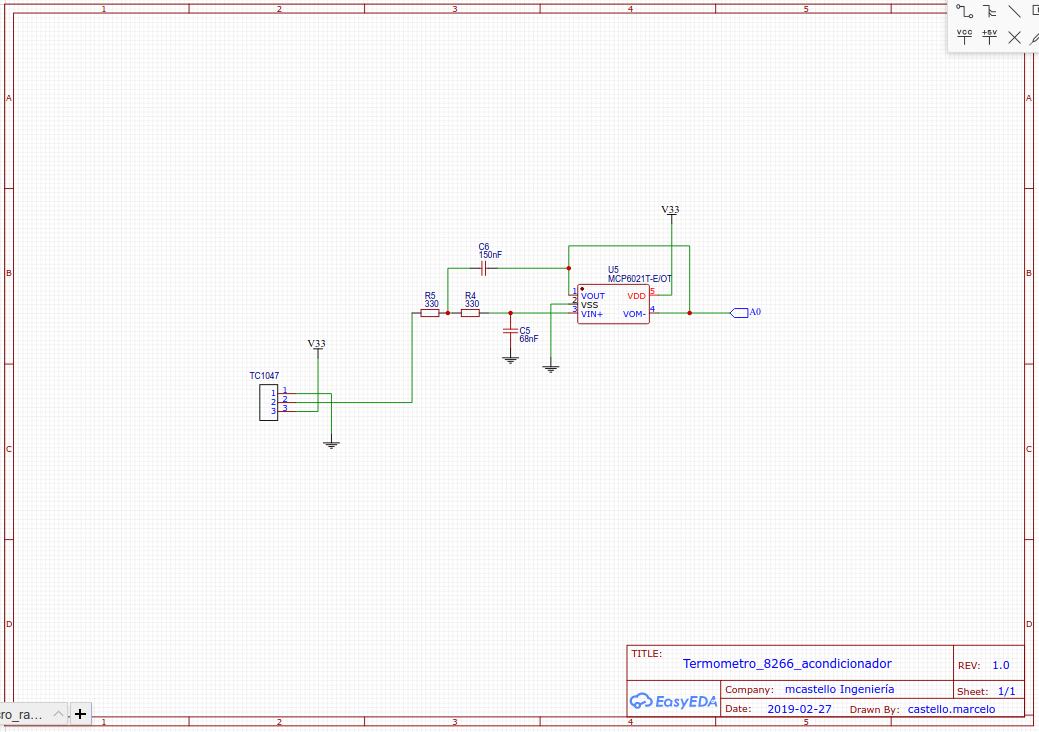 1 2 3 4 5
VCC +5V
A A
V33
C6
150nF
B B
U5
MCP6021T-E/OT
R5 R4
330 330
1 VOUT VDD 5
2 VSS
3 VIN+ VOM- 4
A0
C5
68nF
V33
TC1047
1 1
2 2
3 3
C C
D D
TITLE:
Termometro_8266_acondicionador
REV: 1.0
EasyEDA
Company: mcastello Ingeniería
Sheet: 1/1
Date: 2019-02-27 Drawn By: castello.marcelo
ro_ra...
1 2 3 4 5